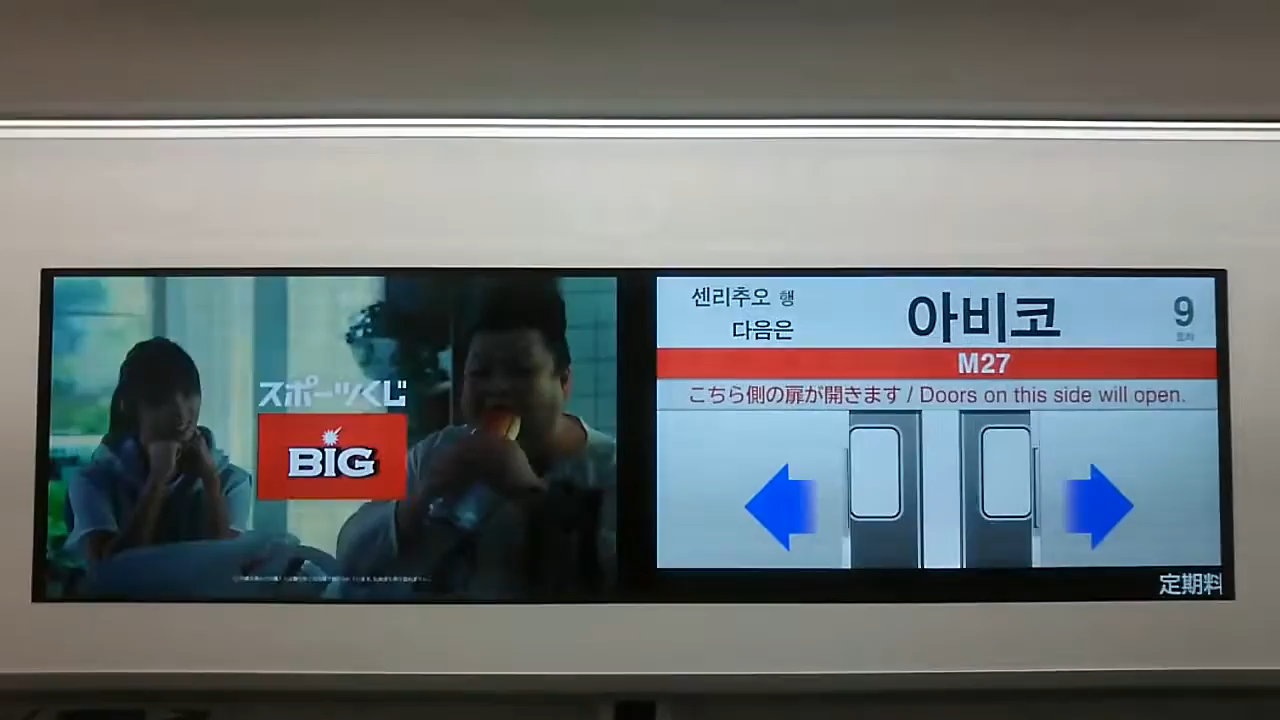 スポーツくじ
BIG
센리추오 행
다음은
아비코
9
호차
M27
こちら側の扉が開きます / Doors on this side will open.
定期料